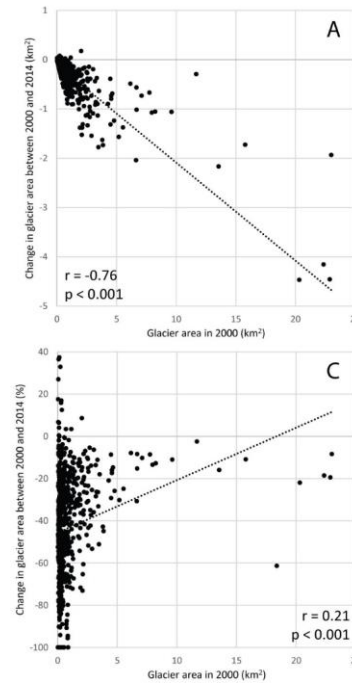 A
Change in glacier area between 2000 and 2014 (km²)
1
0
-1
-2
-3
-4
-5
r = -0.76
p < 0.001
0
5
10
15
20
Glacier area in 2000 (km²)
C
Change in glacier area between 2000 and 2014 (%)
40
20
0
-20
-40
-60
-80
-100
r = 0.21
p < 0.001
0
5
10
15
20
25
Glacier area in 2000 (km²)